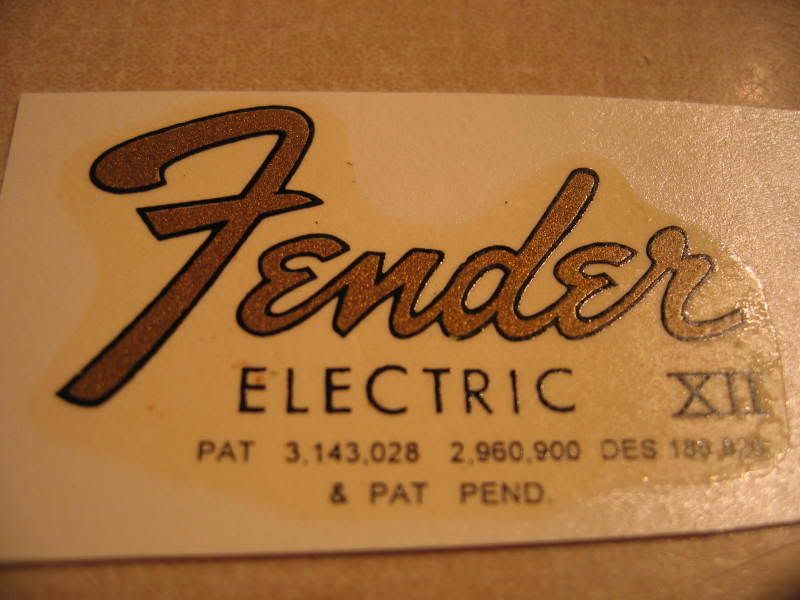 Fender
ELECTRIC XII
PAT 3,143,028 2,960,900 DES
& PAT PEND.